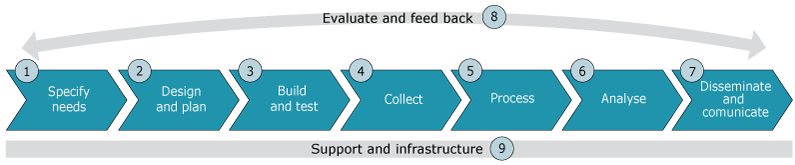 Evaluate and feed back 8
1
Specify
needs
2
Design
and plan
3
Build
and test
4
Collect
5
Process
6
Analyse
7
Disseminate
and
comunicate
Support and infrastructure 9